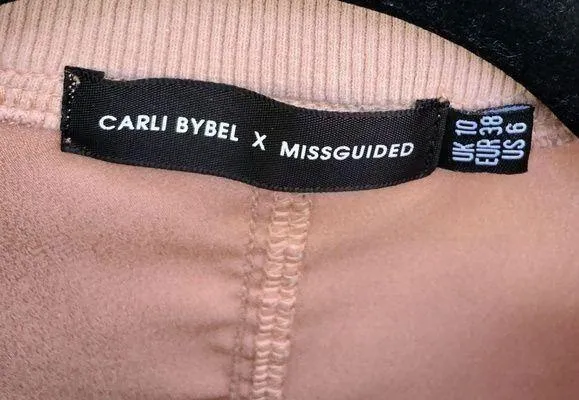 CARLI BYBEL X MISSGUIDED
UK 10
EUR 38
US 6